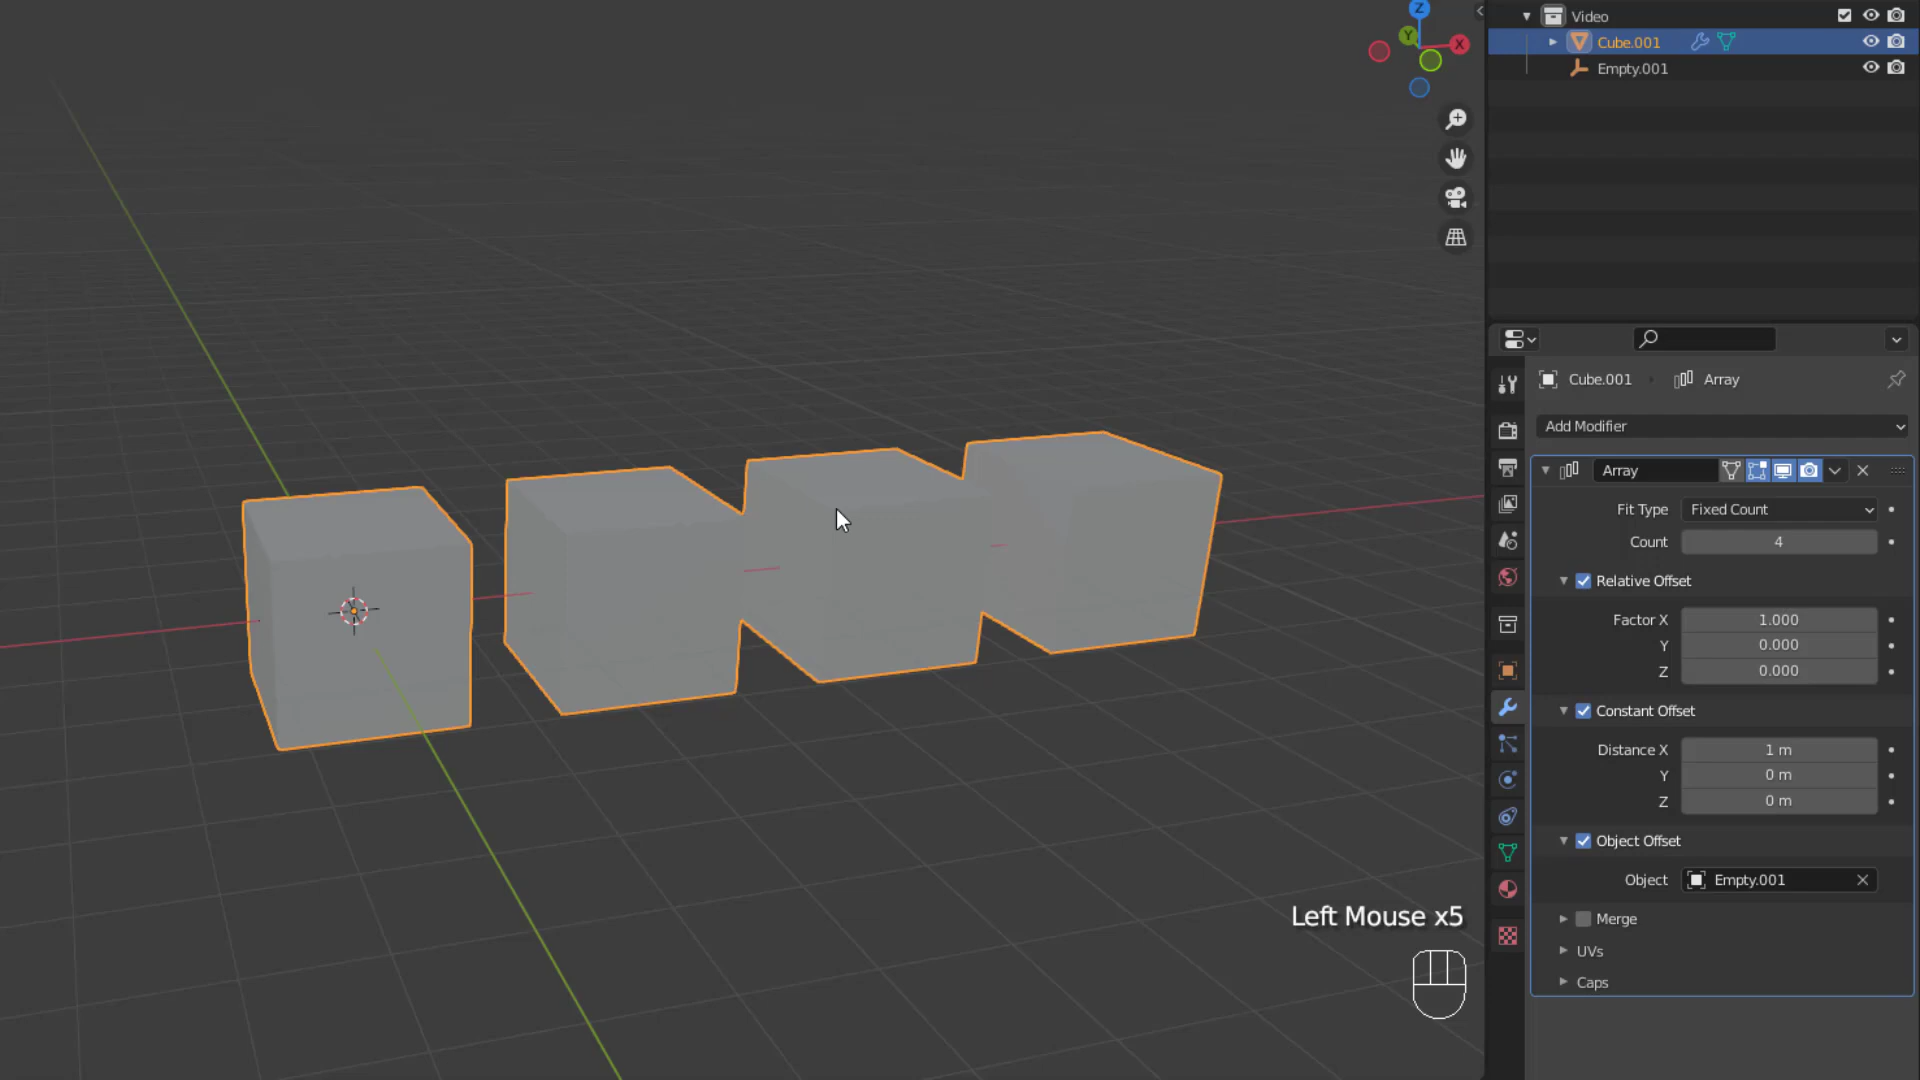 Z
Y
X
Video
Cube.001
Empty.001
Cube.001
Array
Add Modifier
Array
Fit Type
Fixed Count
Count
4
Relative Offset
Factor X
1.000
Y
0.000
Z
0.000
Constant Offset
Distance X
1 m
Y
0 m
Z
0 m
Object Offset
Object
Empty.001
Merge
UVs
Caps
Left Mouse x5